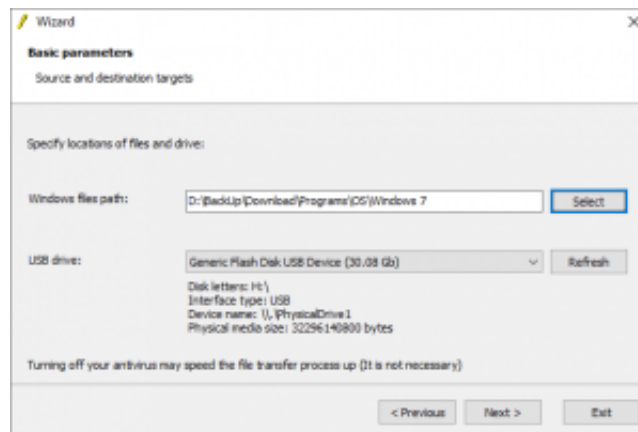 Wizard
Basic parameters
Source and destination targets
Specify locations of files and drive:
Windows files path: D:\BackUp\Download\Programs\OS\Windows 7 Select
USB drive: Generic Flash Disk USB Device (30.08 Gb) Refresh
Disk letters: H:\
Interface type: USB
Device name: \\.\PhysicalDrive1
Physical media size: 32296140800 bytes
Turning off your antivirus may speed the file transfer process up (It is not necessary)
< Previous Next > Exit